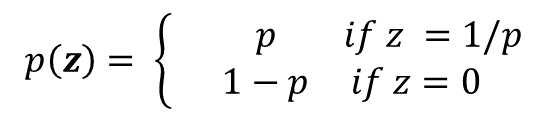 p(z) = { p if z = 1/p
1 − p if z = 0